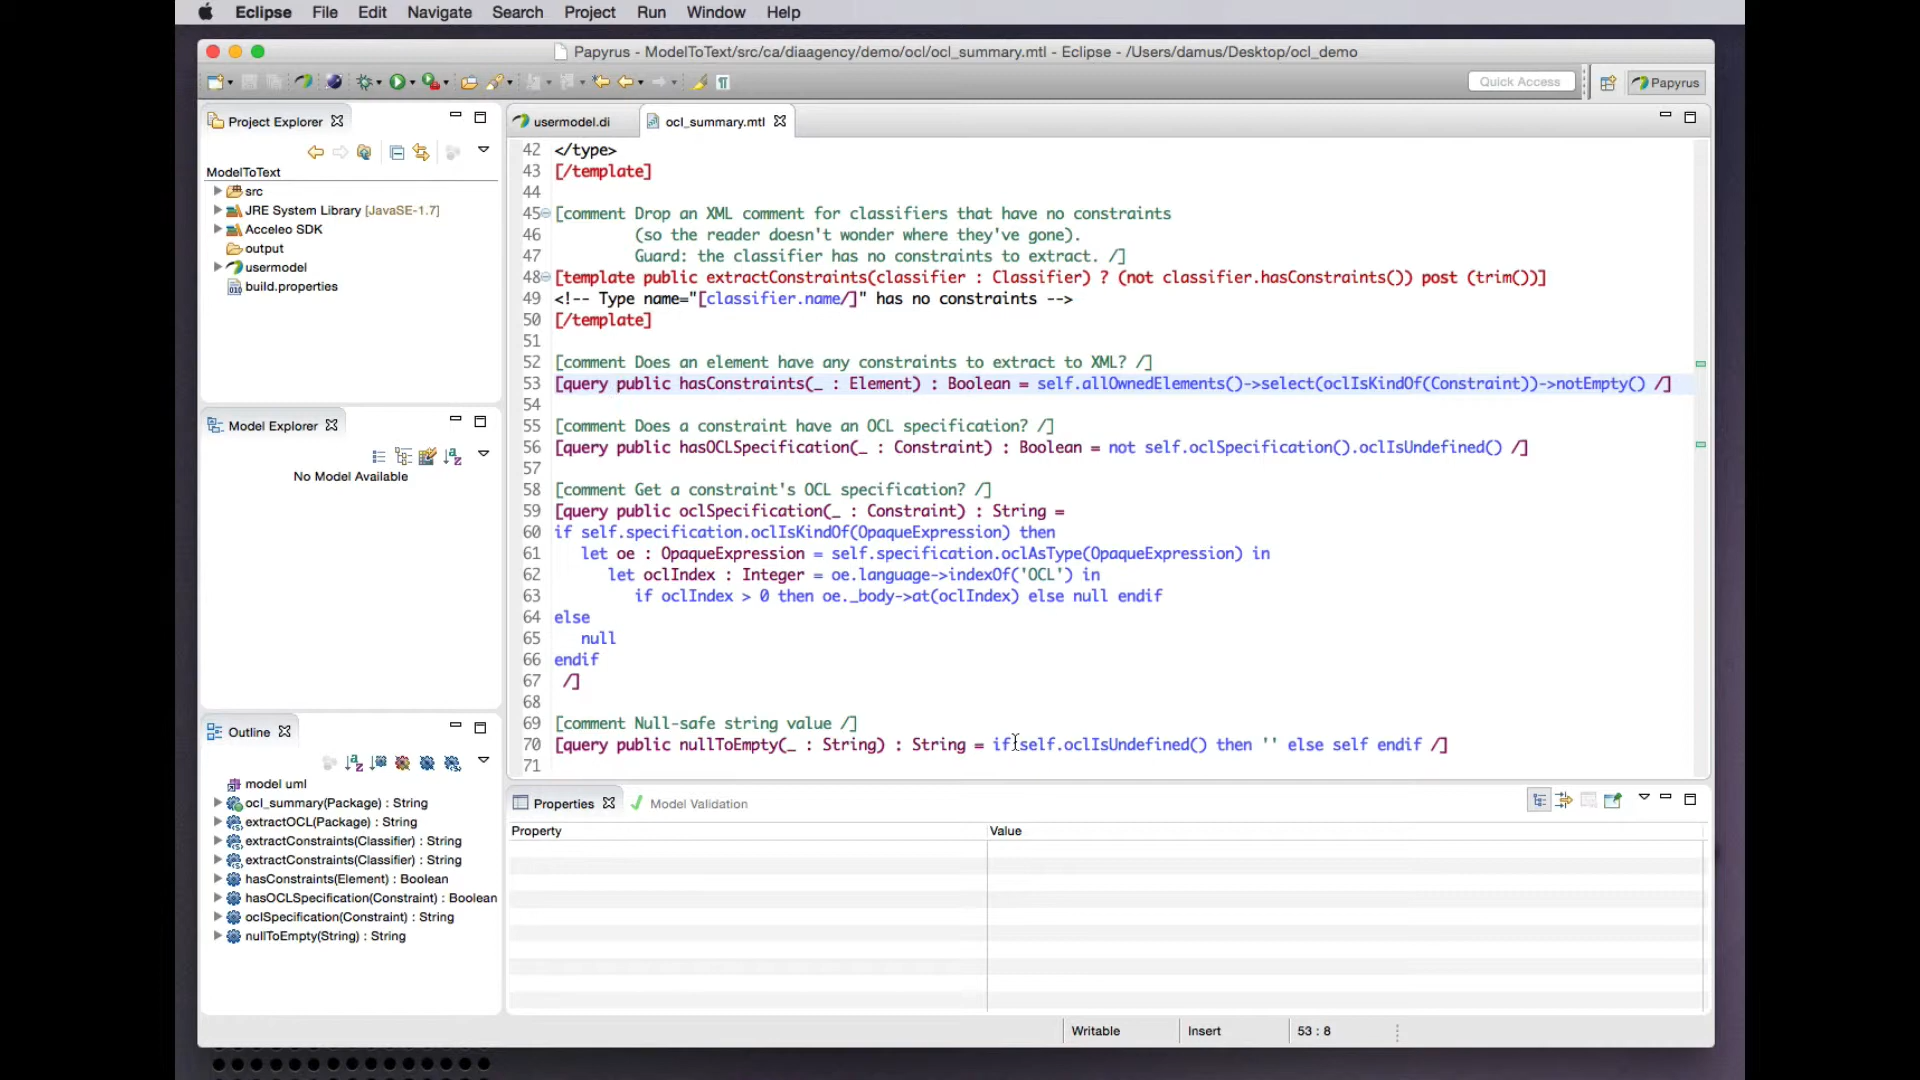 Eclipse File Edit Navigate Search Project Run Window Help
Papyrus - ModelToText/src/ca/diaagency/demo/ocl/ocl_summary.mtl - Eclipse - /Users/damus/Desktop/ocl_demo
Quick Access
Papyrus
Project Explorer
ModelToText
src
JRE System Library [JavaSE-1.7]
Acceleo SDK
output
usermodel
build.properties
Model Explorer
No Model Available
Outline
model uml
ocl_summary(Package) : String
extractOCL(Package) : String
extractConstraints(Classifier) : String
extractConstraints(Classifier) : String
hasConstraints(Element) : Boolean
hasOCLSpecification(Constraint) : Boolean
oclSpecification(Constraint) : String
nullToEmpty(String) : String
usermodel.di
ocl_summary.mtl
42 </type>
43 [/template]
44
45 [comment Drop an XML comment for classifiers that have no constraints
46 (so the reader doesn't wonder where they've gone).
47 Guard: the classifier has no constraints to extract. /]
48 [template public extractConstraints(classifier : Classifier) ? (not classifier.hasConstraints()) post (trim())]
49 <!-- Type name="[classifier.name/]" has no constraints -->
50 [/template]
51
52 [comment Does an element have any constraints to extract to XML? /]
53 [query public hasConstraints(_ : Element) : Boolean = self.allOwnedElements()->select(oclIsKindOf(Constraint))->notEmpty() /]
54
55 [comment Does a constraint have an OCL specification? /]
56 [query public hasOCLSpecification(_ : Constraint) : Boolean = not self.oclSpecification().oclIsUndefined() /]
57
58 [comment Get a constraint's OCL specification? /]
59 [query public oclSpecification(_ : Constraint) : String =
60 if self.specification.oclIsKindOf(OpaqueExpression) then
61 let oe : OpaqueExpression = self.specification.oclAsType(OpaqueExpression) in
62 let oclIndex : Integer = oe.language->indexOf('OCL') in
63 if oclIndex > 0 then oe._body->at(oclIndex) else null endif
64 else
65 null
66 endif
67 /]
68
69 [comment Null-safe string value /]
70 [query public nullToEmpty(_ : String) : String = if self.oclIsUndefined() then '' else self endif /]
71
Properties
Model Validation
Property Value
Writable Insert 53 : 8